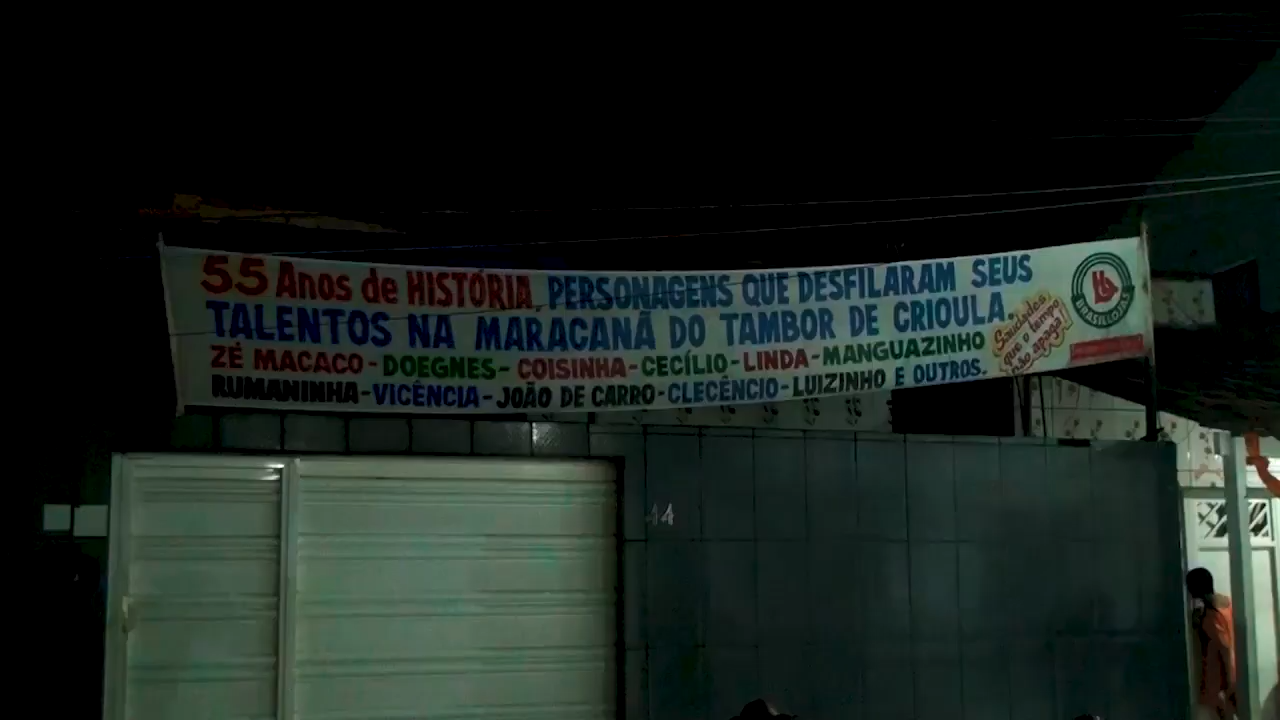 55 Anos de HISTÓRIA, PERSONAGENS QUE DESFILARAM SEUS
TALENTOS NA MARACANÃ DO TAMBOR DE CRIOULA.
ZÉ MACACO - DOEGNES - COISINHA - CECÍLIO - LINDA - MANGUAZINHO
RUMANINHA - VICÊNCIA - JOÃO DE CARRO - CLECÊNCIO - LUIZINHO E OUTROS.
Saudades
que o tempo
não apaga!
BRASILLOJAS
44